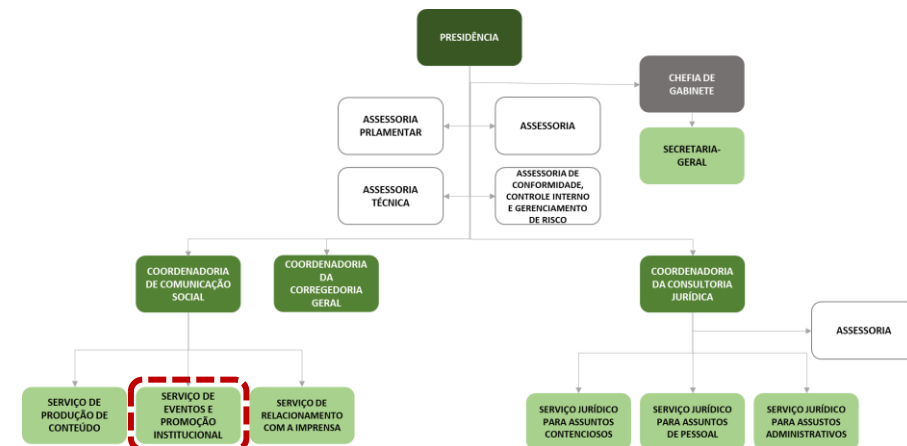 PRESIDÊNCIA
CHEFIA DE
GABINETE
ASSESSORIA
PRLAMENTAR
ASSESSORIA
SECRETARIA-
GERAL
ASSESSORIA
TÉCNICA
ASSESSORIA DE
CONFORMIDADE,
CONTROLE INTERNO
E GERENCIAMENTO
DE RISCO
COORDENADORIA
DE COMUNICAÇÃO
SOCIAL
COORDENADORIA
DA
CORREGEDORIA
GERAL
COORDENADORIA
DA CONSULTORIA
JURÍDICA
ASSESSORIA
SERVIÇO DE
PRODUÇÃO DE
CONTEÚDO
SERVIÇO DE
EVENTOS E
PROMOÇÃO
INSTITUCIONAL
SERVIÇO DE
RELACIONAMENTO
COM A IMPRENSA
SERVIÇO JURÍDICO
PARA ASSUNTOS
CONTENCIOSOS
SERVIÇO JURÍDICO
PARA ASSUNTOS
DE PESSOAL
SERVIÇO JURÍDICO
PARA ASSUSTOS
ADMINISTRATIVOS